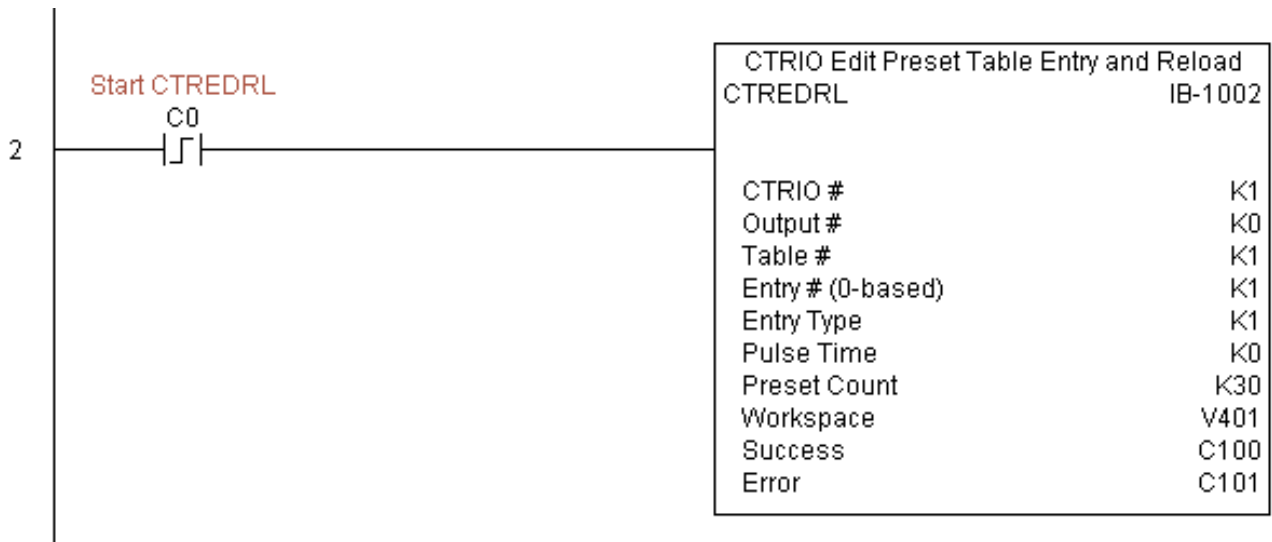 Start CTREDRL
C0
2
CTRIO Edit Preset Table Entry and Reload
CTREDRL IB-1002
CTRIO # K1
Output # K0
Table # K1
Entry # (0-based) K1
Entry Type K1
Pulse Time K0
Preset Count K30
Workspace V401
Success C100
Error C101